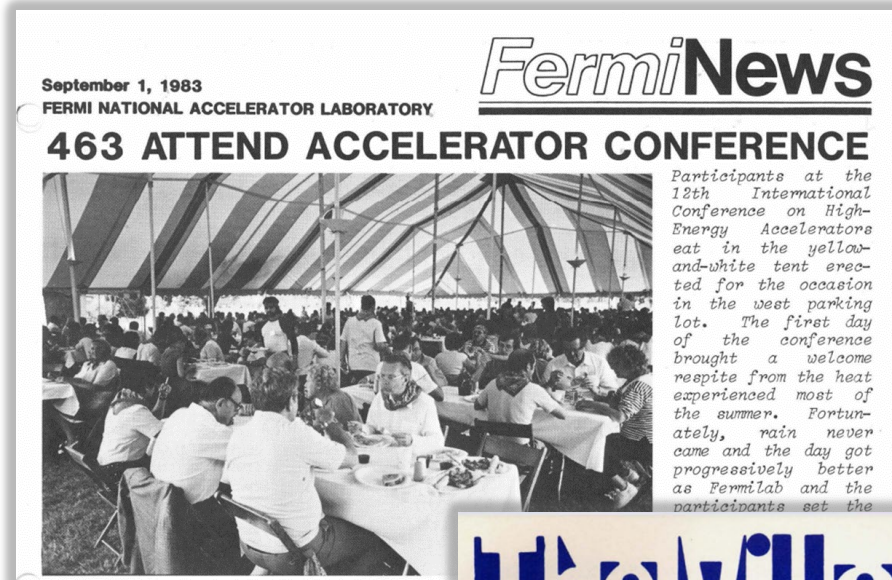 September 1, 1983
FERMI NATIONAL ACCELERATOR LABORATORY
FermiNews
463 ATTEND ACCELERATOR CONFERENCE
Participants at the
12th International
Conference on High-
Energy Accelerators
eat in the yellow-
and-white tent erec-
ted for the occasion
in the west parking
lot. The first day
of the conference
brought a welcome
respite from the heat
experienced most of
the summer. Fortun-
ately, rain never
came and the day got
progressively better
as Fermilab and the
participants set the